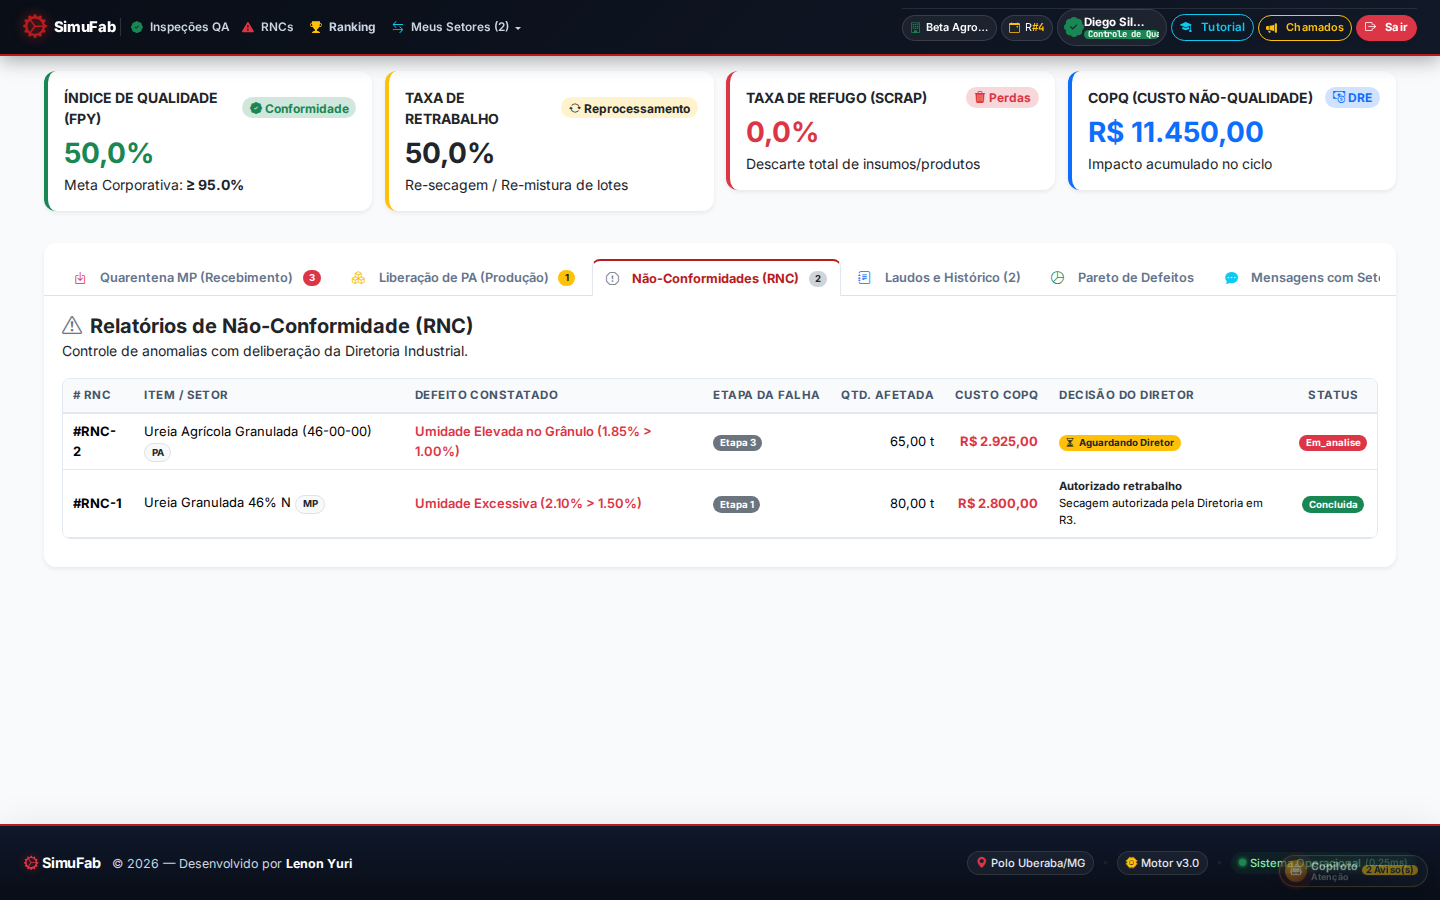 SimuFab
Inspeções QA
RNCs
Ranking
Meus Setores (2)
Beta Agro...
R#4
Diego Sil...
Controle de Qua
Tutorial
Chamados
Sair
ÍNDICE DE QUALIDADE (FPY)
Conformidade
50,0%
Meta Corporativa: ≥ 95.0%
TAXA DE RETRABALHO
Reprocessamento
50,0%
Re-secagem / Re-mistura de lotes
TAXA DE REFUGO (SCRAP)
Perdas
0,0%
Descarte total de insumos/produtos
COPQ (CUSTO NÃO-QUALIDADE)
DRE
R$ 11.450,00
Impacto acumulado no ciclo
Quarentena MP (Recebimento) 3
Liberação de PA (Produção) 1
Não-Conformidades (RNC) 2
Laudos e Histórico (2)
Pareto de Defeitos
Mensagens com Set
Relatórios de Não-Conformidade (RNC)
Controle de anomalias com deliberação da Diretoria Industrial.
# RNC
ITEM / SETOR
DEFEITO CONSTATADO
ETAPA DA FALHA
QTD. AFETADA
CUSTO COPQ
DECISÃO DO DIRETOR
STATUS
#RNC-2
Ureia Agrícola Granulada (46-00-00)
PA
Umidade Elevada no Grânulo (1.85% > 1.00%)
Etapa 3
65,00 t
R$ 2.925,00
Aguardando Diretor
Em_analise
#RNC-1
Ureia Granulada 46% N MP
Umidade Excessiva (2.10% > 1.50%)
Etapa 1
80,00 t
R$ 2.800,00
Autorizado retrabalho
Secagem autorizada pela Diretoria em R3.
Concluida
SimuFab
© 2026 — Desenvolvido por Lenon Yuri
Polo Uberaba/MG
Motor v3.0
Sistema Operacional (0.25ms)
Copiloto
Atenção
2 Aviso(s)